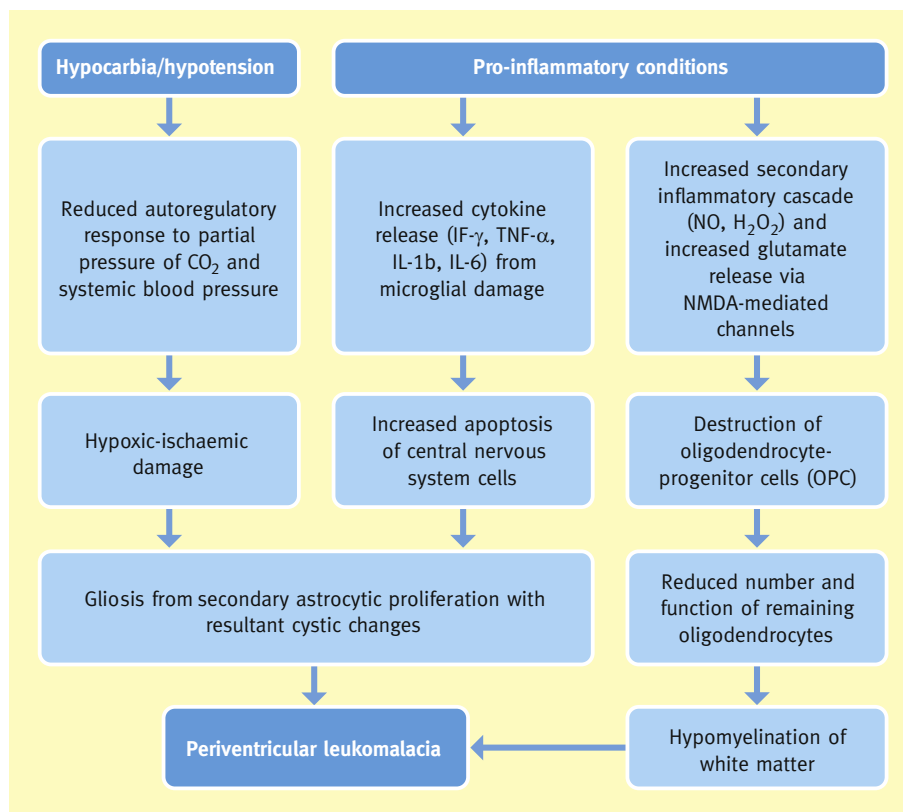 Hypocarbia/hypotension
Pro-inflammatory conditions
Reduced autoregulatory
response to partial
pressure of CO₂ and
systemic blood pressure
Increased cytokine
release (IF-γ, TNF-α,
IL-1b, IL-6) from
microglial damage
Increased secondary
inflammatory cascade
(NO, H₂O₂) and
increased glutamate
release via
NMDA-mediated
channels
Hypoxic-ischaemic
damage
Increased apoptosis
of central nervous
system cells
Destruction of
oligodendrocyte-
progenitor cells (OPC)
Gliosis from secondary astrocytic proliferation with
resultant cystic changes
Reduced number and
function of remaining
oligodendrocytes
Periventricular leukomalacia
Hypomyelination of
white matter